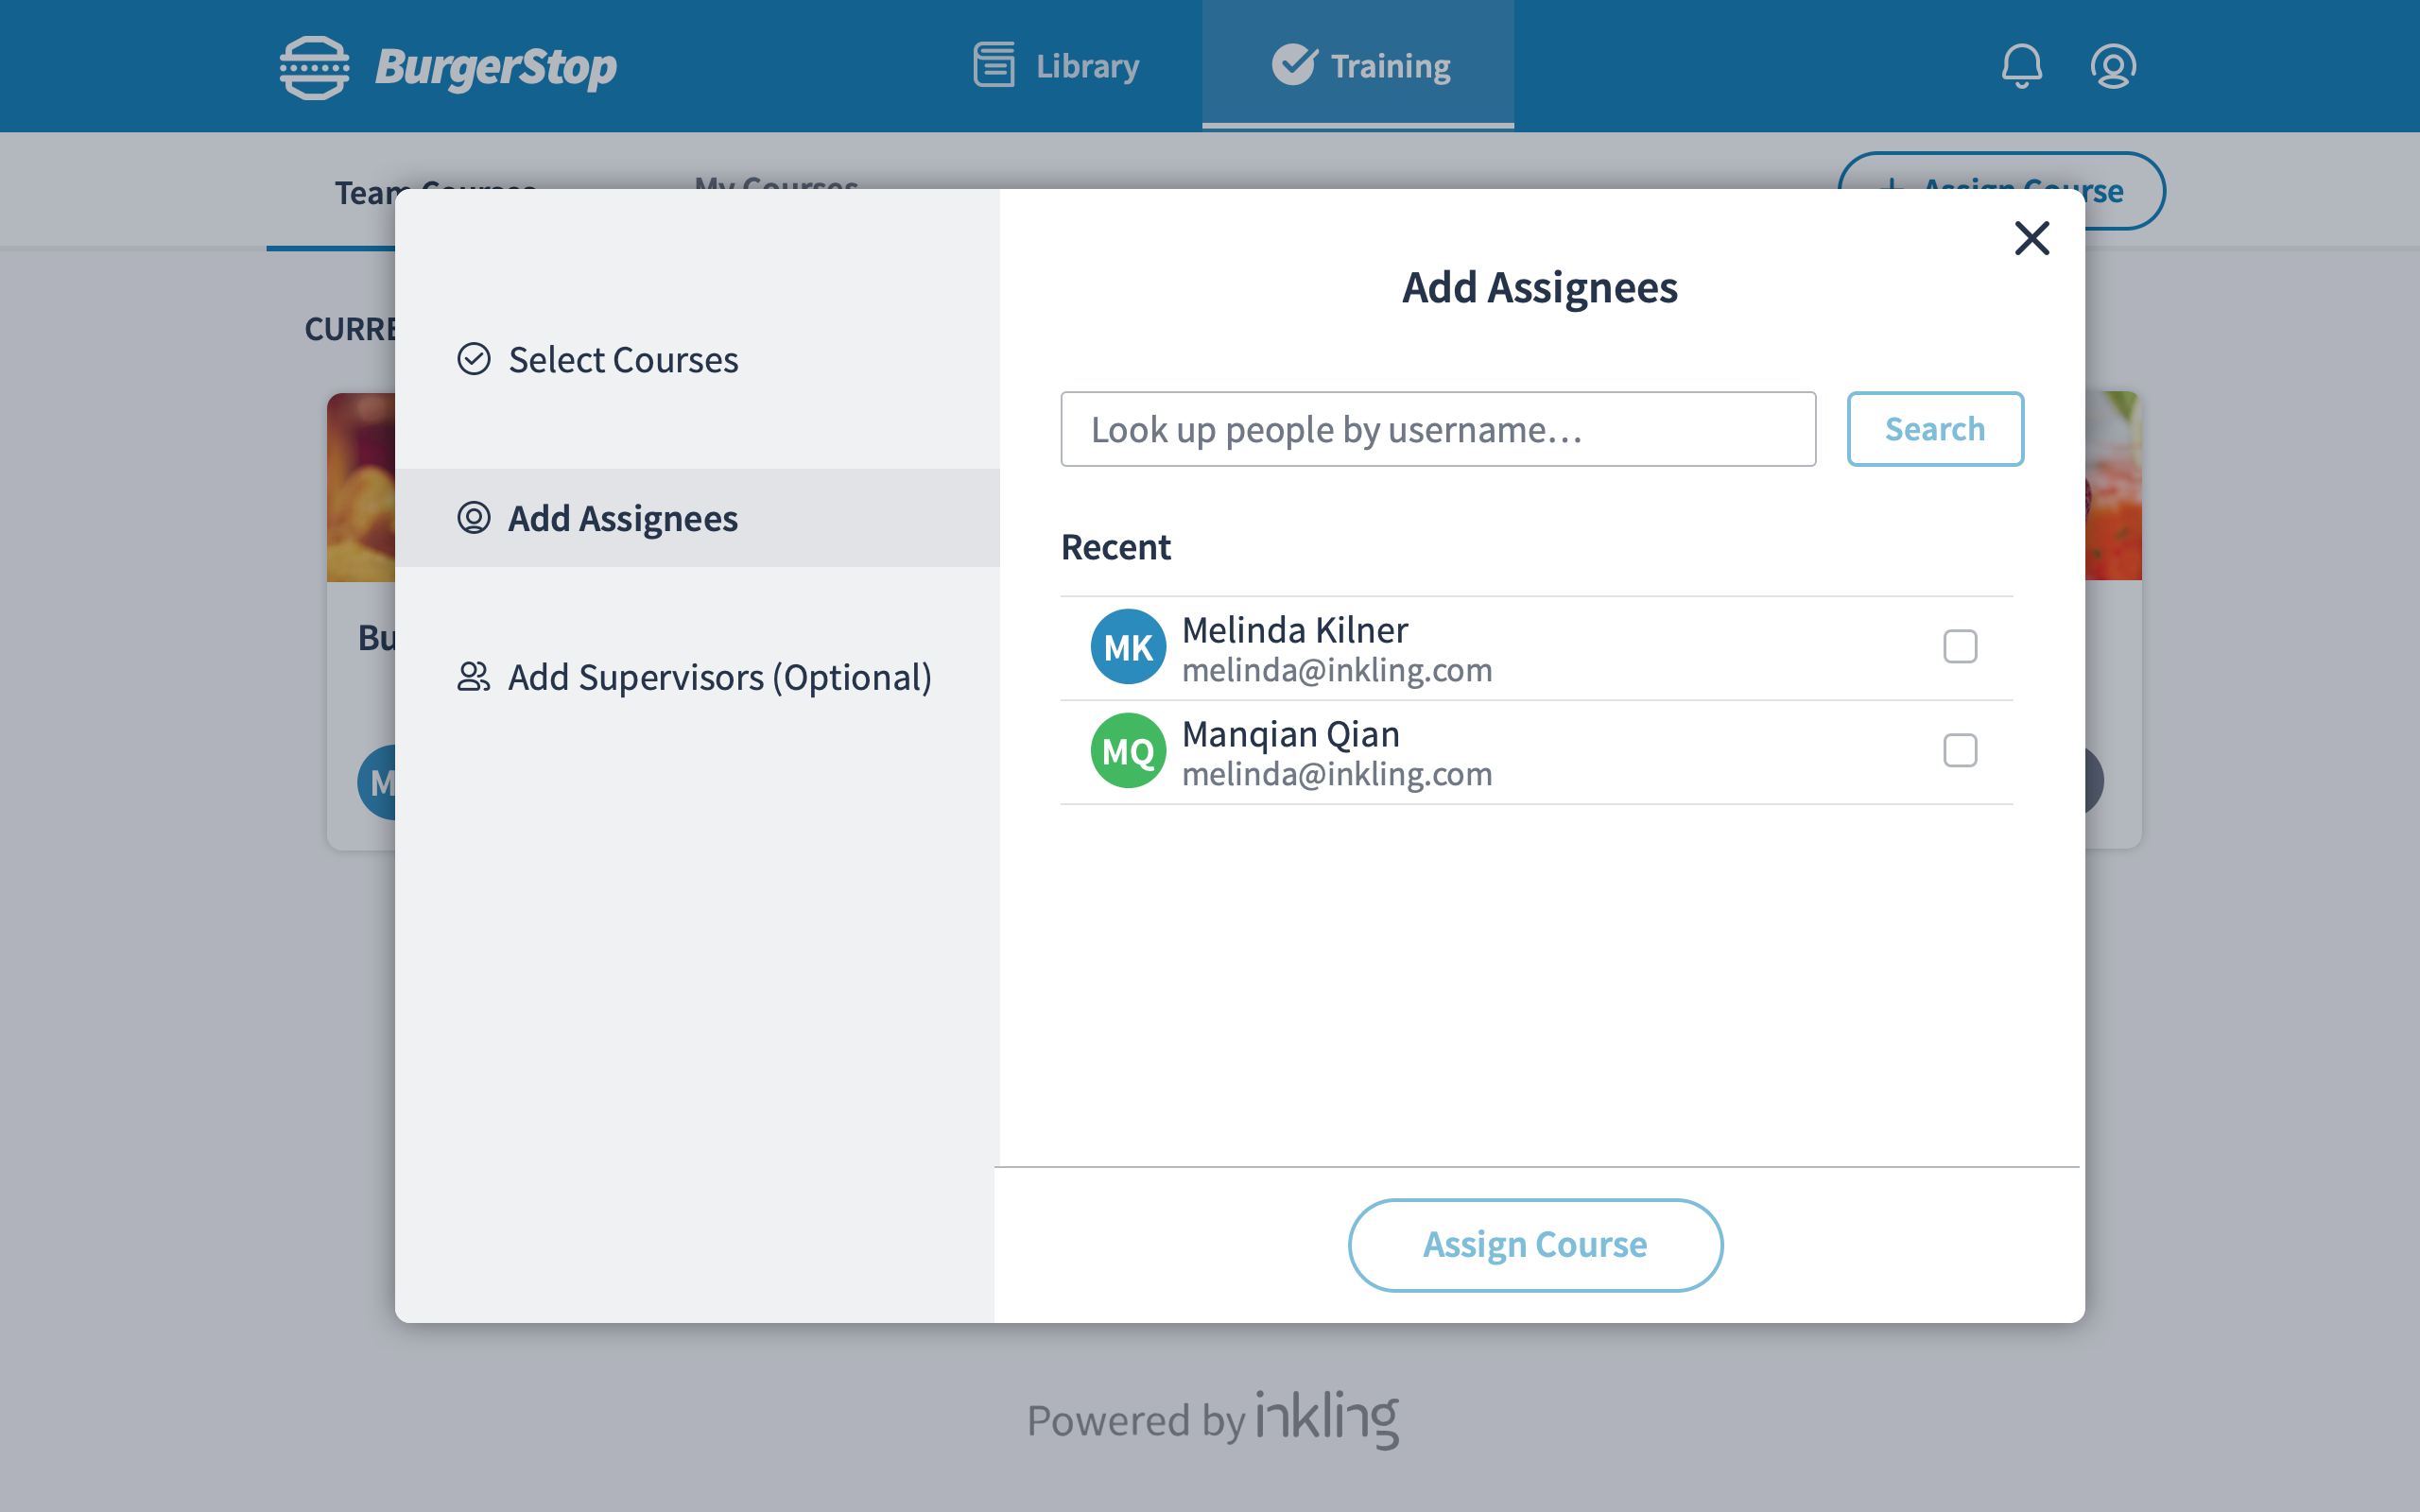 BurgerStop
Library
Training
Team Courses
My Courses
+ Assign Course
CURRE
Select Courses
Add Assignees
Add Supervisors (Optional)
Add Assignees
Look up people by username...
Search
Recent
MK
Melinda Kilner
melinda@inkling.com
MQ
Manqian Qian
melinda@inkling.com
Bu
M
Assign Course
Powered by inkling